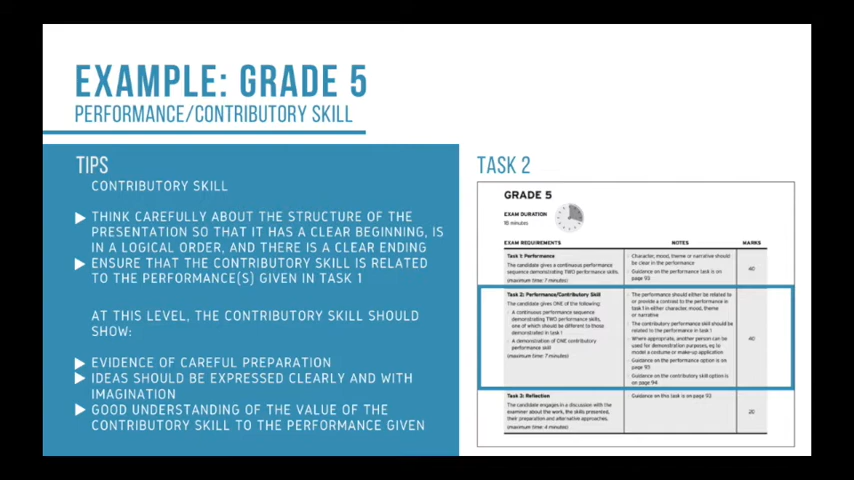 EXAMPLE: GRADE 5
PERFORMANCE/CONTRIBUTORY SKILL
TIPS
CONTRIBUTORY SKILL
THINK CAREFULLY ABOUT THE STRUCTURE OF THE
PRESENTATION SO THAT IT HAS A CLEAR BEGINNING, IS
IN A LOGICAL ORDER, AND THERE IS A CLEAR ENDING
ENSURE THAT THE CONTRIBUTORY SKILL IS RELATED
TO THE PERFORMANCE(S) GIVEN IN TASK 1
AT THIS LEVEL, THE CONTRIBUTORY SKILL SHOULD
SHOW:
EVIDENCE OF CAREFUL PREPARATION
IDEAS SHOULD BE EXPRESSED CLEARLY AND WITH
IMAGINATION
GOOD UNDERSTANDING OF THE VALUE OF THE
CONTRIBUTORY SKILL TO THE PERFORMANCE GIVEN
TASK 2
GRADE 5
EXAM DURATION
18 minutes
EXAM REQUIREMENTS NOTES MARKS
Task 1: Performance
The candidate gives a continuous performance
sequence demonstrating TWO performance skills.
(maximum time: 7 minutes)
Character, mood, theme or narrative should
be clear in the performance
Guidance on the performance task is on
page 93
40
Task 2: Performance/Contributory Skill
The candidate gives ONE of the following:
A continuous performance sequence
demonstrating TWO performance skills,
one of which should be different to those
demonstrated in task 1
A demonstration of ONE contributory
performance skill
(maximum time: 7 minutes)
The performance should either be related to
or provide a contrast to the performance in
task 1 in either character, mood, theme
or narrative
The contributory performance skill should be
related to the performance in task 1
Where appropriate, another person can be
used for demonstration purposes, eg to
model a costume or make-up application
Guidance on the performance option is on
page 93
Guidance on the contributory skill option is
on page 94
40
Task 3: Reflection
The candidate engages in a discussion with the
examiner about the work, the skills presented,
their preparation and alternative approaches.
(maximum time: 4 minutes)
Guidance on this task is on page 93
20